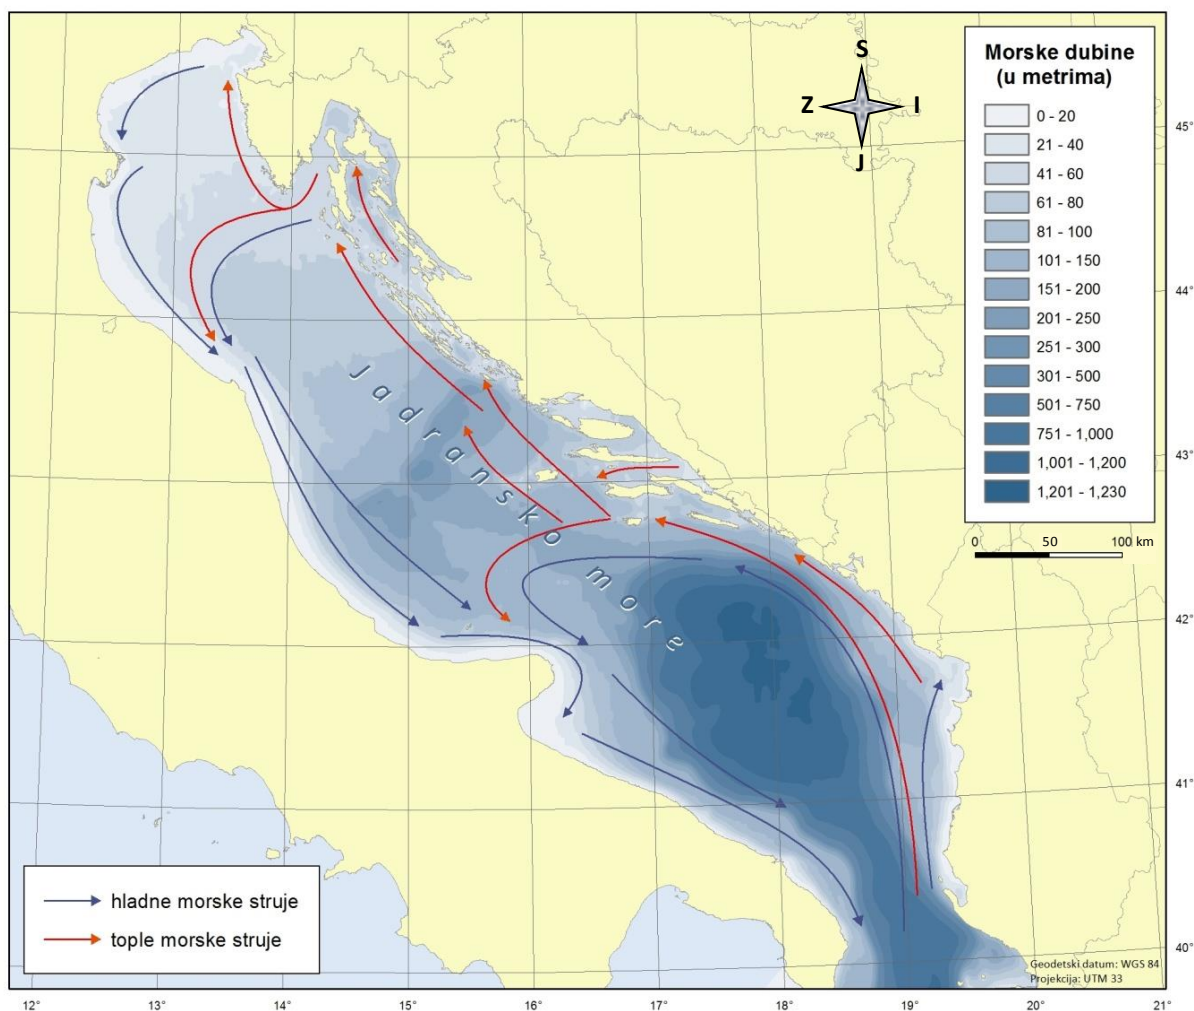 Morske dubine
(u metrima)
0 - 20
21 - 40
41 - 60
61 - 80
81 - 100
101 - 150
151 - 200
201 - 250
251 - 300
301 - 500
501 - 750
751 - 1,000
1,001 - 1,200
1,201 - 1,230
S
Z
I
J
45°
44°
43°
42°
41°
40°
0
50
100 km
Jadransko more
hladne morske struje
tople morske struje
Geodetski datum: WGS 84
Projekcija: UTM 33
12°
13°
14°
15°
16°
17°
18°
19°
20°
21°